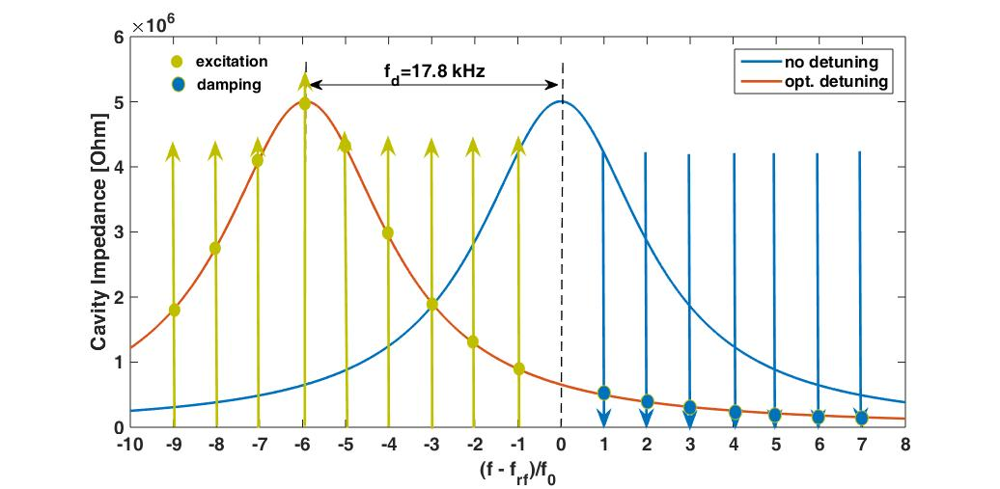 ×10⁶
6
5
4
3
2
1
0
Cavity Impedance [Ohm]
excitation
damping
f_d=17.8 kHz
no detuning
opt. detuning
-10 -9 -8 -7 -6 -5 -4 -3 -2 -1 0 1 2 3 4 5 6 7 8
(f - f_rf)/f_0